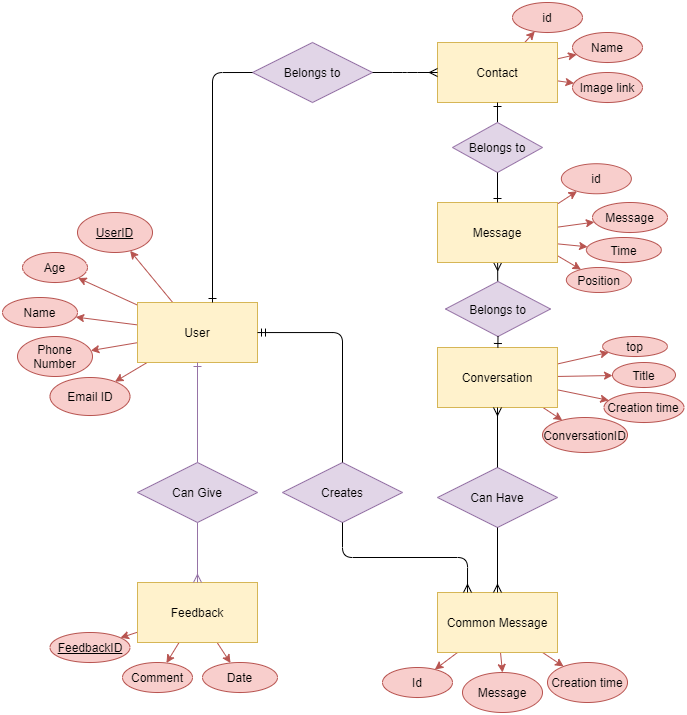 id
Name
Contact
Image link
Belongs to
Belongs to
id
Message
Message
Time
Position
UserID
Age
Name
User
Phone
Number
Email ID
Belongs to
top
Conversation
Title
Creation time
ConversationID
Can Give
Creates
Can Have
Feedback
FeedbackID
Comment
Date
Common Message
Id
Message
Creation time